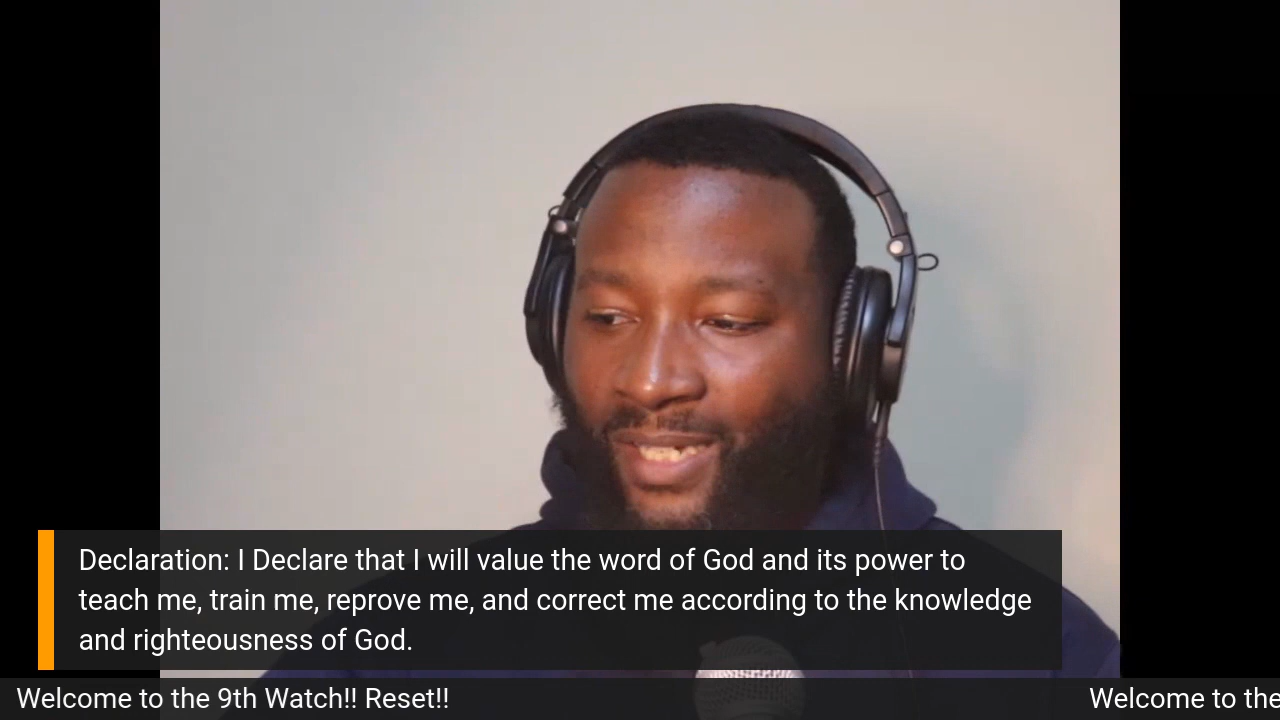 Declaration: I Declare that I will value the word of God and its power to
teach me, train me, reprove me, and correct me according to the knowledge
and righteousness of God.
Welcome to the 9th Watch!! Reset!! Welcome to the